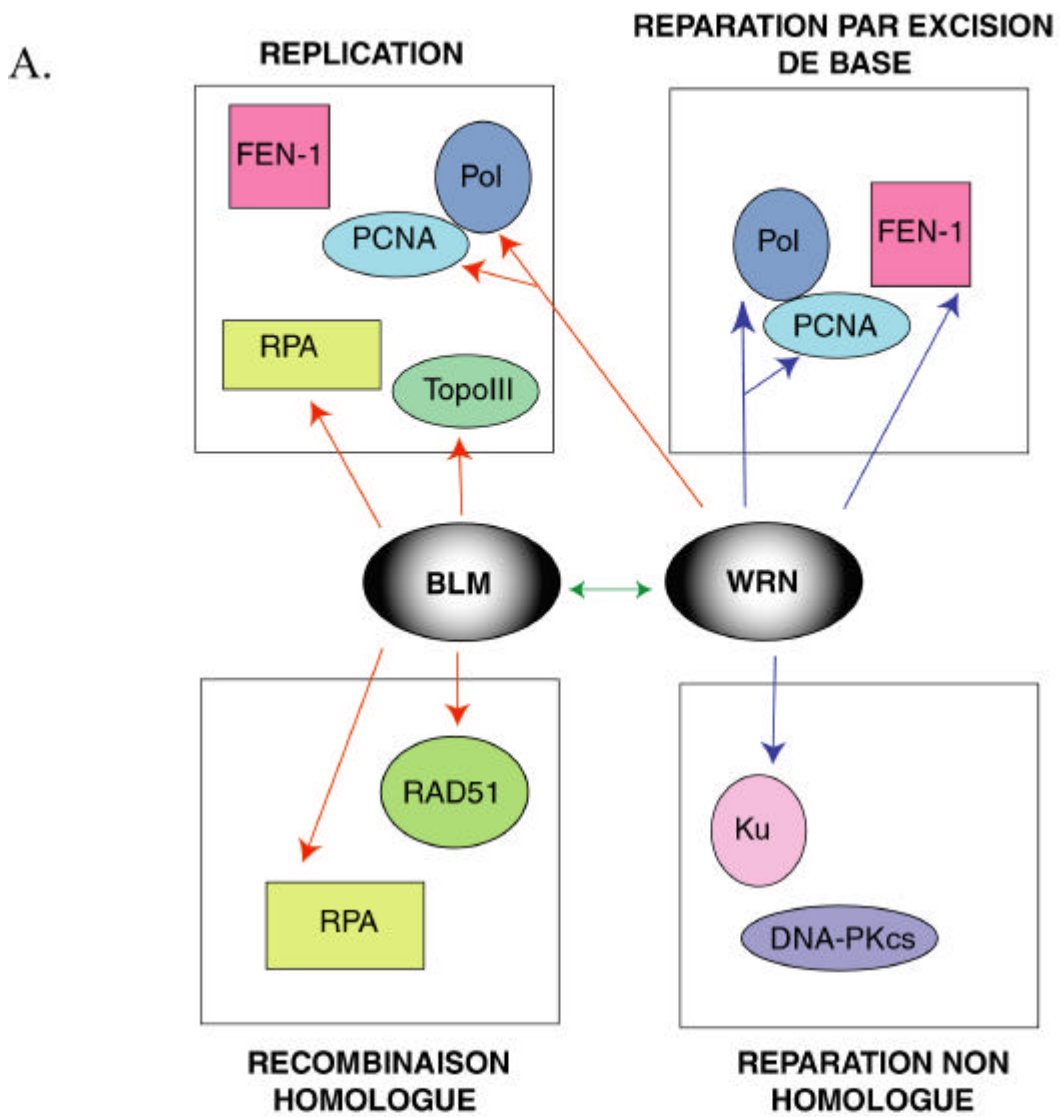 A.
REPLICATION
REPARATION PAR EXCISION
DE BASE
FEN-1
Pol
PCNA
RPA
TopoIII
Pol
FEN-1
PCNA
BLM
WRN
RAD51
RPA
Ku
DNA-PKcs
RECOMBINAISON
HOMOLOGUE
REPARATION NON
HOMOLOGUE